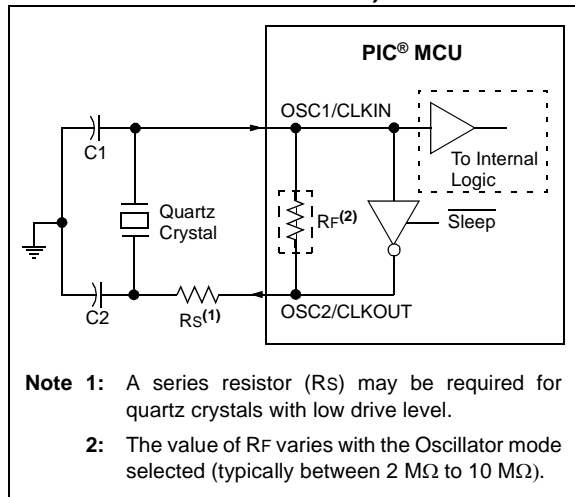 PIC® MCU
OSC1/CLKIN
C1
To Internal
Logic
Quartz
Crystal
RF(2)
Sleep
C2
RS(1)
OSC2/CLKOUT
Note 1: A series resistor (RS) may be required for
quartz crystals with low drive level.
2: The value of RF varies with the Oscillator mode
selected (typically between 2 MΩ to 10 MΩ).